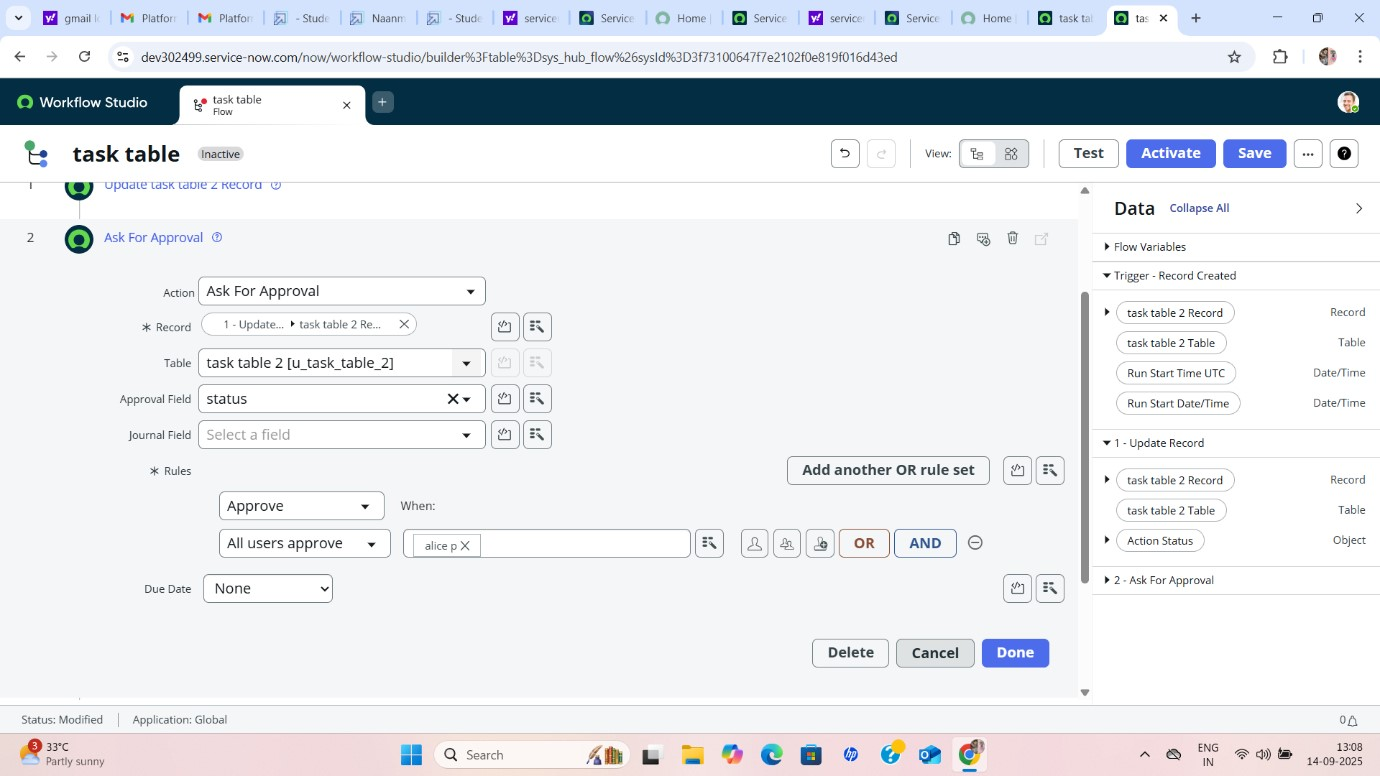 gmail l
Platfor
Platfor
- Stude
Naanm
- Stude
service
Service
Home
Service
service
Service
Home
task ta
tas
dev302499.service-now.com/now/workflow-studio/builder%3Ftable%3Dsys_hub_flow%26sysId%3D3f73100647f7e2102f0e819f016d43ed
Workflow Studio
task table
Flow
task table
Inactive
View:
Test
Activate
Save
1
Update task table 2 Record
2
Ask For Approval
Action
Ask For Approval
* Record
1 - Update... ▸ task table 2 Re...
Table
task table 2 [u_task_table_2]
Approval Field
status
Journal Field
Select a field
* Rules
Add another OR rule set
Approve
When:
All users approve
alice p
OR
AND
Due Date
None
Delete
Cancel
Done
Data
Collapse All
Flow Variables
Trigger - Record Created
task table 2 Record
Record
task table 2 Table
Table
Run Start Time UTC
Date/Time
Run Start Date/Time
Date/Time
1 - Update Record
task table 2 Record
Record
task table 2 Table
Table
Action Status
Object
2 - Ask For Approval
Status: Modified
Application: Global
0
3
33°C
Partly sunny
Search
ENG
IN
13:08
14-09-2025